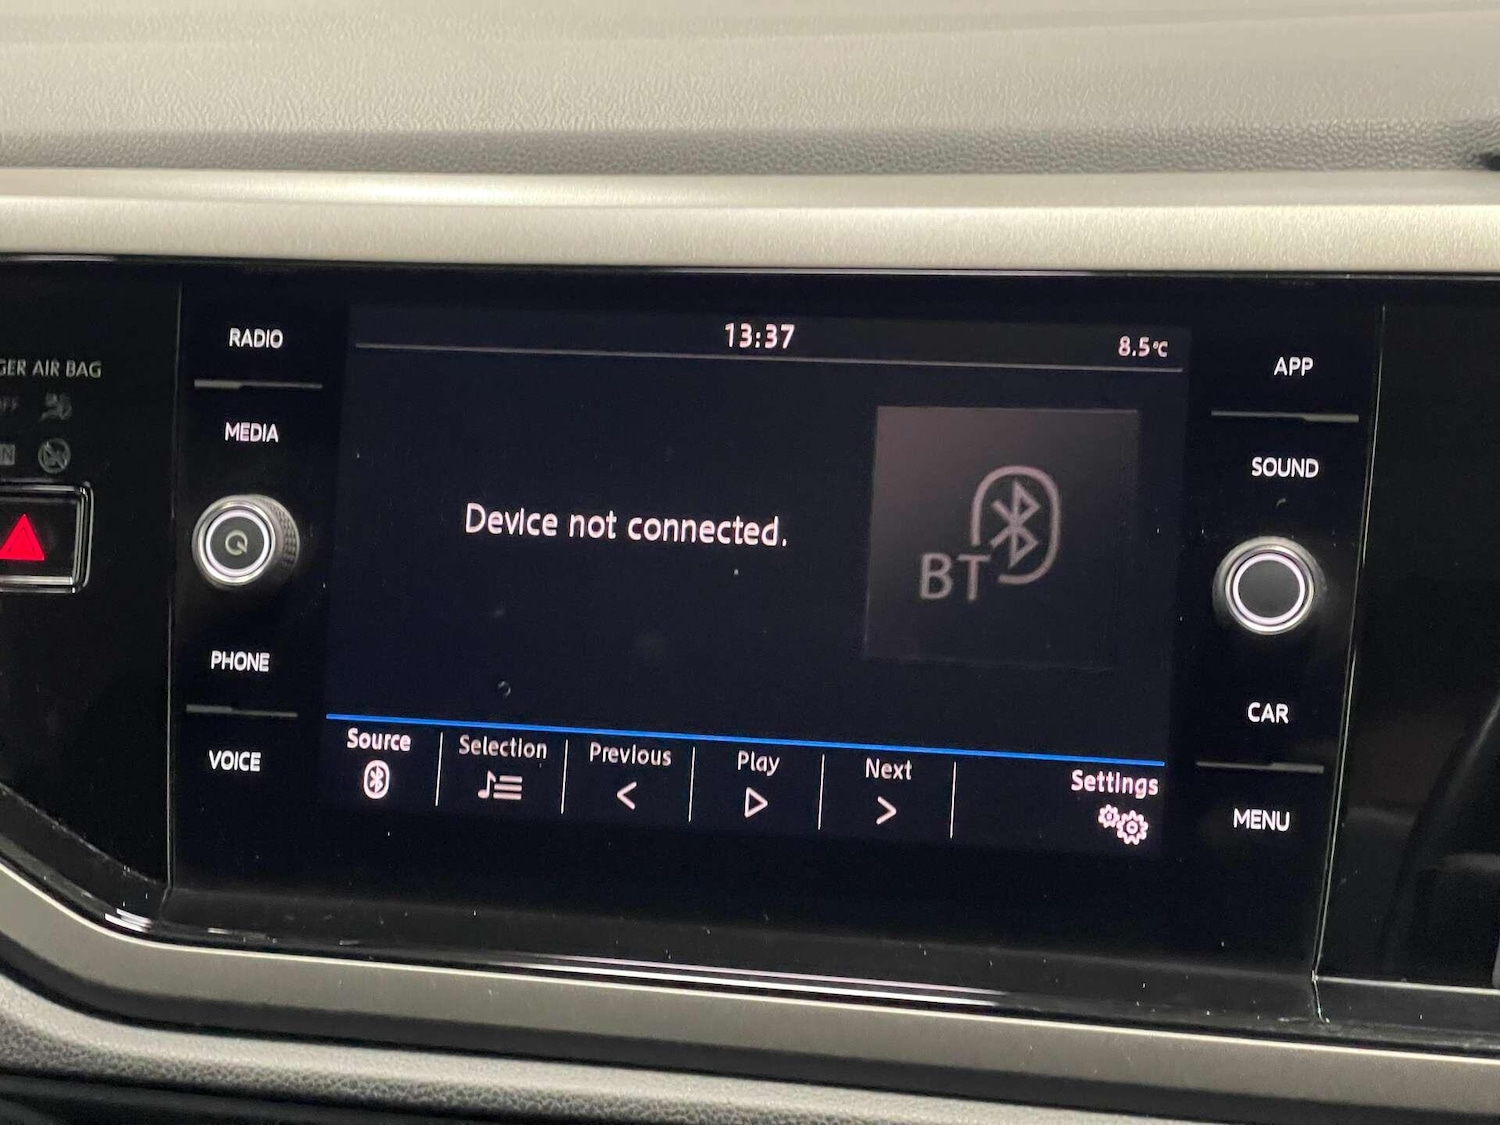 13:37
8.5°C
RADIO
MEDIA
PHONE
VOICE
GER AIR BAG
Device not connected.
BT
Source
Selection
Previous
Play
Next
Settings
APP
SOUND
CAR
MENU